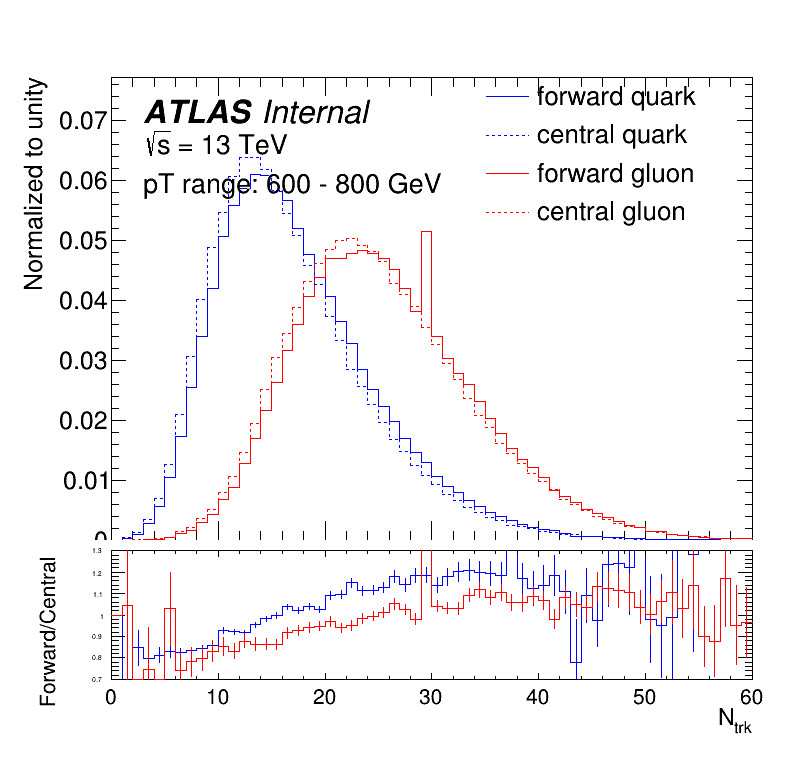 ATLAS Internal
√s = 13 TeV
pT range: 600 - 800 GeV
forward quark
central quark
forward gluon
central gluon
Normalized to unity
0.07
0.06
0.05
0.04
0.03
0.02
0.01
0
Forward/Central
1.3
1.2
1.1
1
0.9
0.8
0.7
0 10 20 30 40 50 60
N_trk